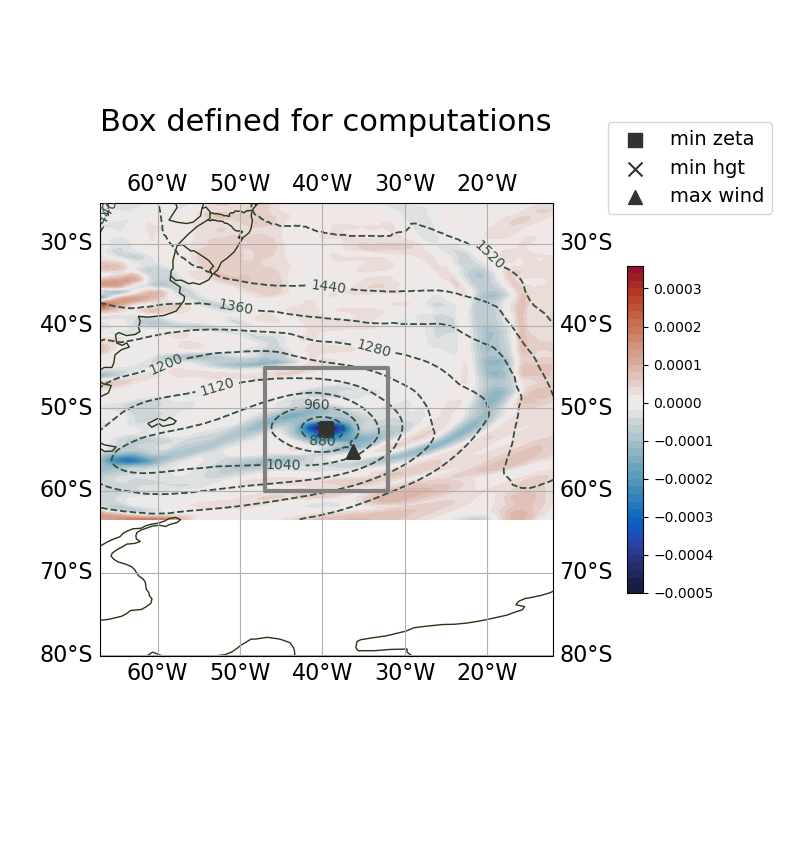 Box defined for computations
min zeta
min hgt
max wind
60°W 50°W 40°W 30°W 20°W
30°S 30°S
40°S 40°S
50°S 50°S
60°S 60°S
70°S 70°S
80°S 80°S
60°W 50°W 40°W 30°W 20°W
1520
1440
1360
1280
1200
1120
960
880
1040
0.0003
0.0002
0.0001
0.0000
−0.0001
−0.0002
−0.0003
−0.0004
−0.0005